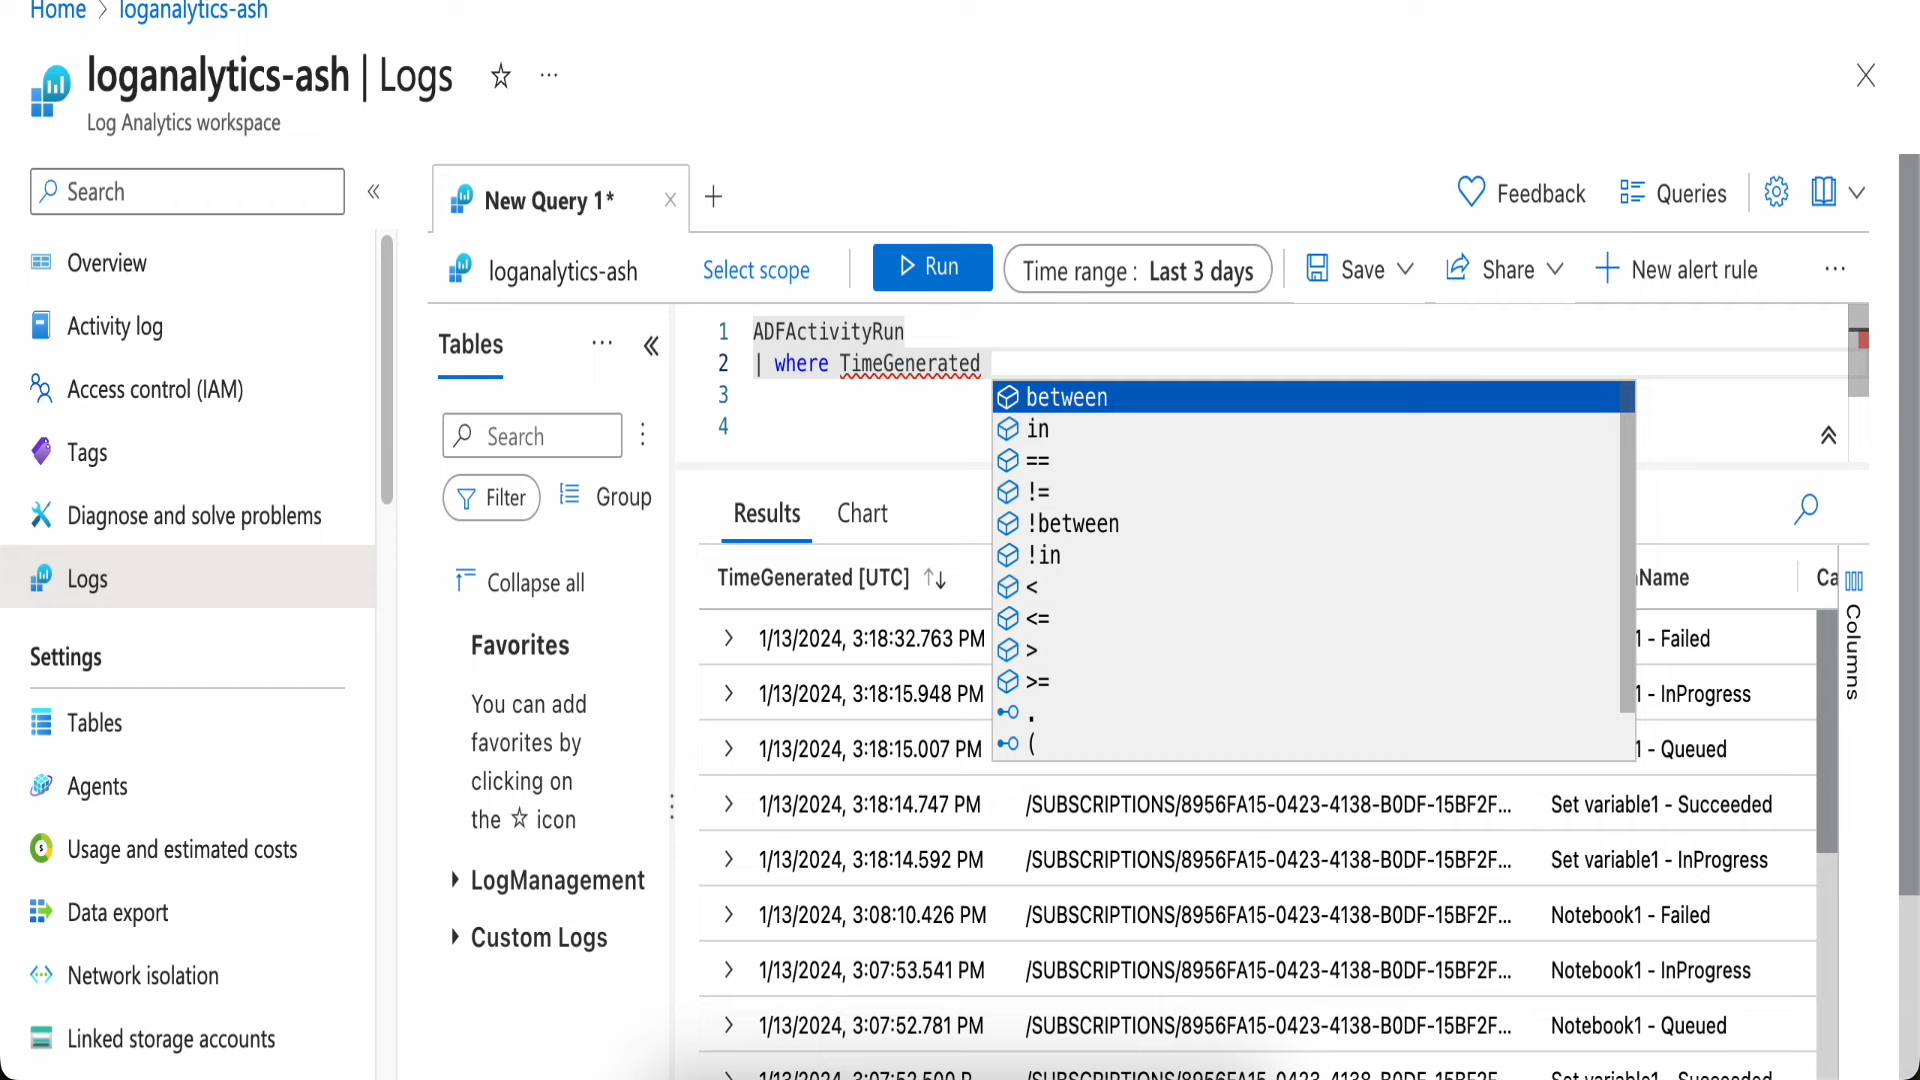 Home > loganalytics-ash
loganalytics-ash | Logs
Log Analytics workspace
Search
Overview
Activity log
Access control (IAM)
Tags
Diagnose and solve problems
Logs
Settings
Tables
Agents
Usage and estimated costs
Data export
Network isolation
Linked storage accounts
New Query 1*
Feedback
Queries
loganalytics-ash
Select scope
Run
Time range : Last 3 days
Save
Share
New alert rule
Tables
Search
Filter
Group
Collapse all
Favorites
You can add
favorites by
clicking on
the ☆ icon
LogManagement
Custom Logs
1 ADFActivityRun
2 | where TimeGenerated
3
4
between
in
==
!=
!between
!in
<
<=
>
>=
.
(
Results
Chart
TimeGenerated [UTC] Name Ca
1/13/2024, 3:18:32.763 PM 1 - Failed
1/13/2024, 3:18:15.948 PM 1 - InProgress
1/13/2024, 3:18:15.007 PM 1 - Queued
1/13/2024, 3:18:14.747 PM /SUBSCRIPTIONS/8956FA15-0423-4138-B0DF-15BF2F... Set variable1 - Succeeded
1/13/2024, 3:18:14.592 PM /SUBSCRIPTIONS/8956FA15-0423-4138-B0DF-15BF2F... Set variable1 - InProgress
1/13/2024, 3:08:10.426 PM /SUBSCRIPTIONS/8956FA15-0423-4138-B0DF-15BF2F... Notebook1 - Failed
1/13/2024, 3:07:53.541 PM /SUBSCRIPTIONS/8956FA15-0423-4138-B0DF-15BF2F... Notebook1 - InProgress
1/13/2024, 3:07:52.781 PM /SUBSCRIPTIONS/8956FA15-0423-4138-B0DF-15BF2F... Notebook1 - Queued
Columns